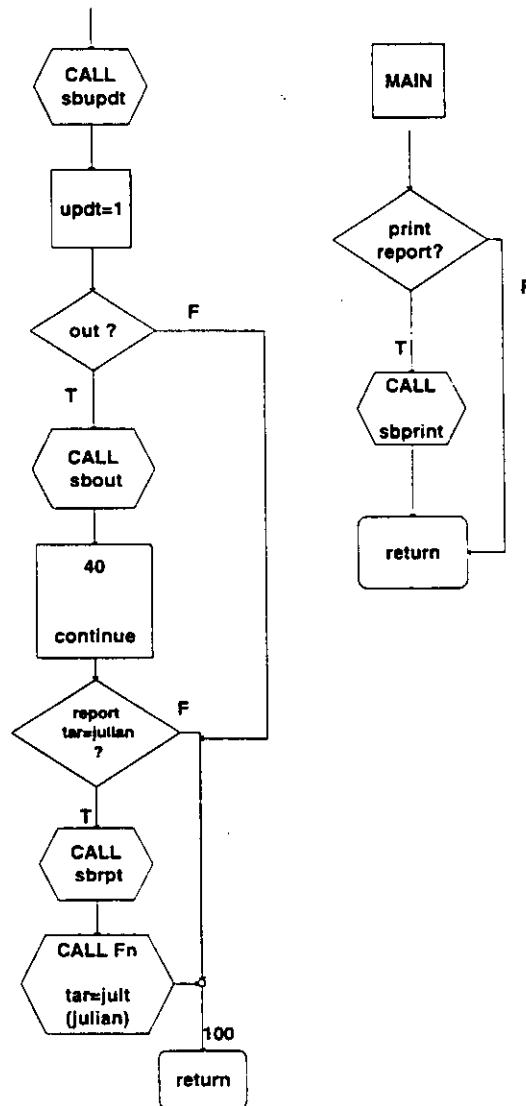 CALL
sbupdt
updt=1
out ?
F
T
CALL
sbout
40
continue
report
tar=julian
?
F
T
CALL
sbrpt
CALL Fn
tar=jult
(julian)
100
return
MAIN
print
report?
F
T
CALL
sbprint
return